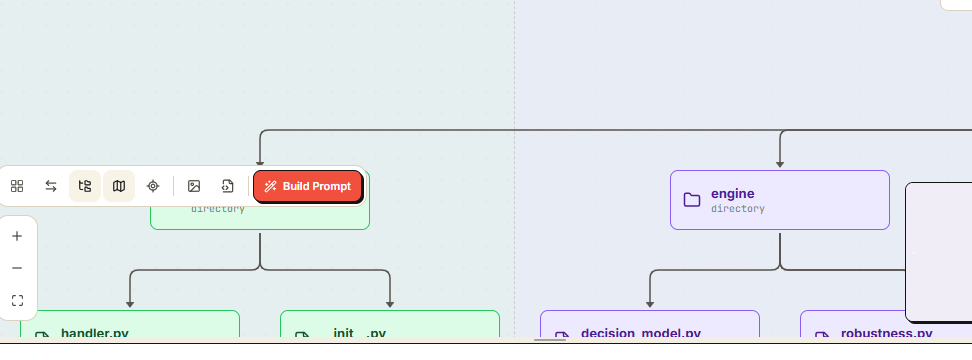 Build Prompt
directory
engine
directory
handler.py
__init__.py
decision_model.py
robustness.py